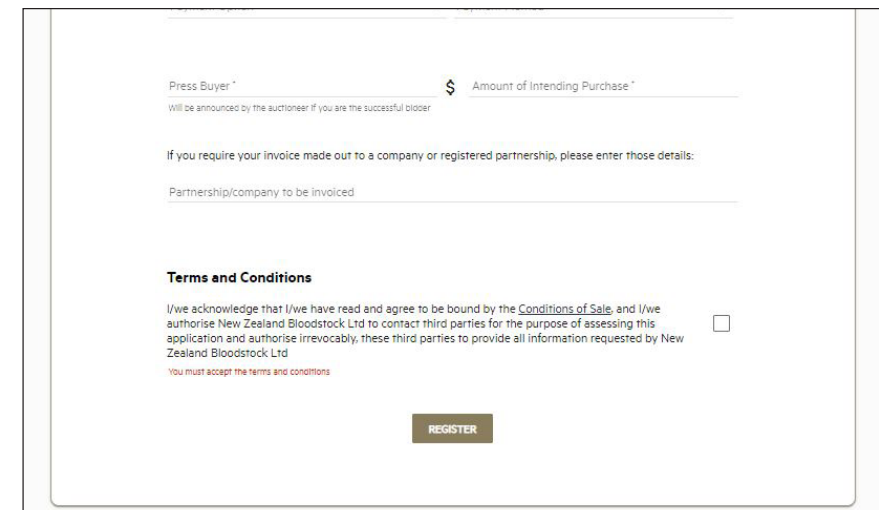 Press Buyer *
$ Amount of Intending Purchase *
Will be announced by the auctioneer if you are the successful bidder
If you require your invoice made out to a company or registered partnership, please enter those details:
Partnership/company to be invoiced
Terms and Conditions
I/we acknowledge that I/we have read and agree to be bound by the Conditions of Sale, and I/we
authorise New Zealand Bloodstock Ltd to contact third parties for the purpose of assessing this
application and authorise irrevocably, these third parties to provide all information requested by New
Zealand Bloodstock Ltd
You must accept the terms and conditions
REGISTER